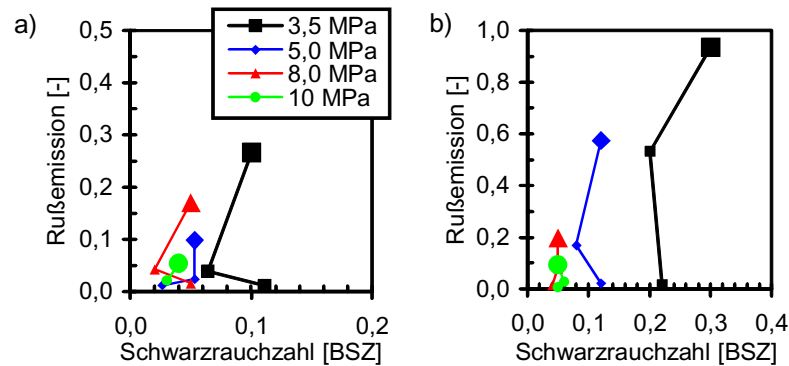 a)
0,5
0,4
0,3
0,2
0,1
0,0
Rußemission [-]
0,0 0,1 0,2
Schwarzrauchzahl [BSZ]
3,5 MPa
5,0 MPa
8,0 MPa
10 MPa
b)
1,0
0,8
0,6
0,4
0,2
0,0
Rußemission [-]
0,0 0,1 0,2 0,3 0,4
Schwarzrauchzahl [BSZ]